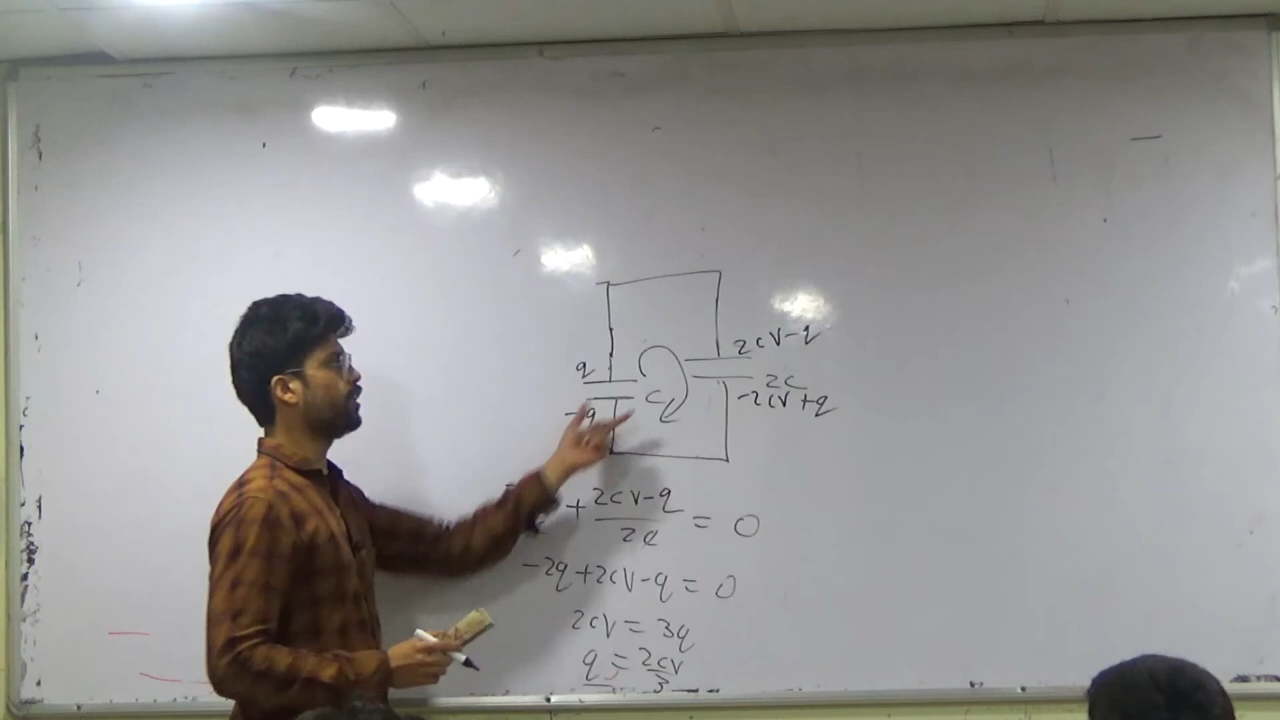 2CV-q
q
2C
C
-2CV+q
-q
+ 2CV-q / 2C = 0
-2q+2CV-q = 0
2CV = 3q
q = 2CV / 3